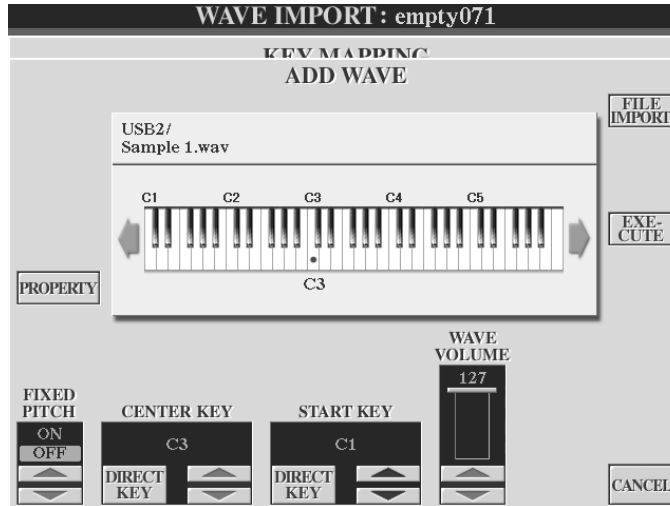 WAVE IMPORT: empty071
KEY MAPPING
ADD WAVE
FILE
IMPORT
USB2/
Sample 1.wav
C1 C2 C3 C4 C5
EXE-
CUTE
C3
PROPERTY
WAVE
VOLUME
127
FIXED
PITCH
ON
OFF
CENTER KEY
C3
DIRECT
KEY
START KEY
C1
DIRECT
KEY
CANCEL